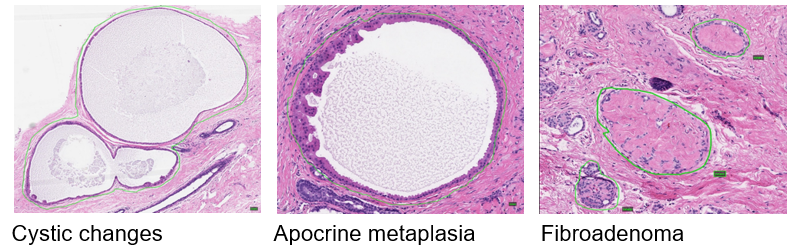 Cystic changes
Apocrine metaplasia
Fibroadenoma